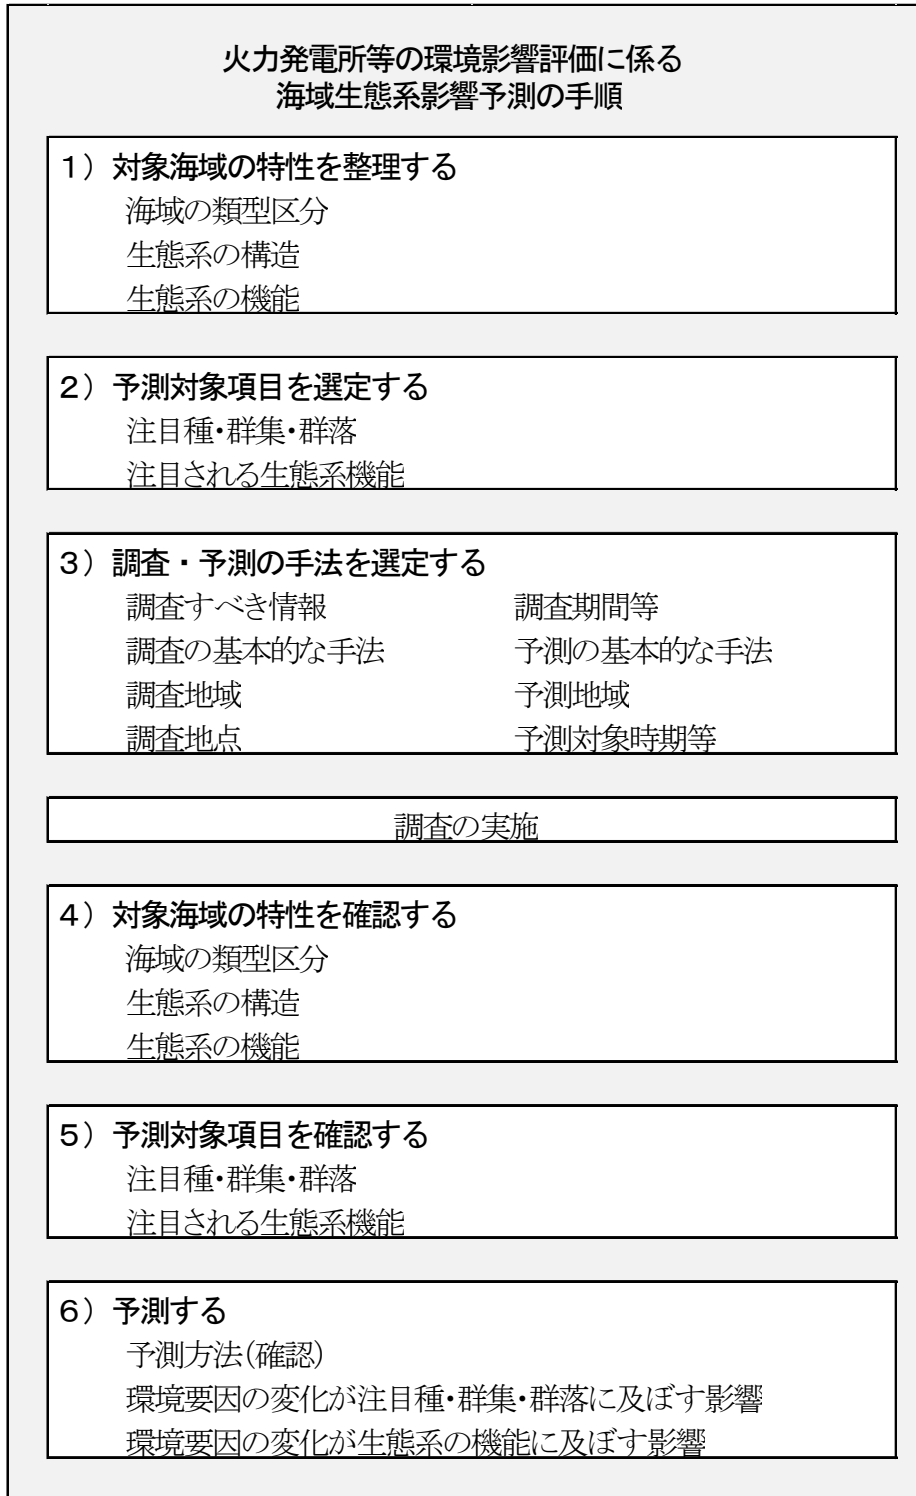 火力発電所等の環境影響評価に係る
海域生態系影響予測の手順
１）対象海域の特性を整理する
海域の類型区分
生態系の構造
生態系の機能
２）予測対象項目を選定する
注目種・群集・群落
注目される生態系機能
３）調査・予測の手法を選定する
調査すべき情報　調査期間等
調査の基本的な手法　予測の基本的な手法
調査地域　予測地域
調査地点　予測対象時期等
調査の実施
４）対象海域の特性を確認する
海域の類型区分
生態系の構造
生態系の機能
５）予測対象項目を確認する
注目種・群集・群落
注目される生態系機能
６）予測する
予測方法（確認）
環境要因の変化が注目種・群集・群落に及ぼす影響
環境要因の変化が生態系の機能に及ぼす影響